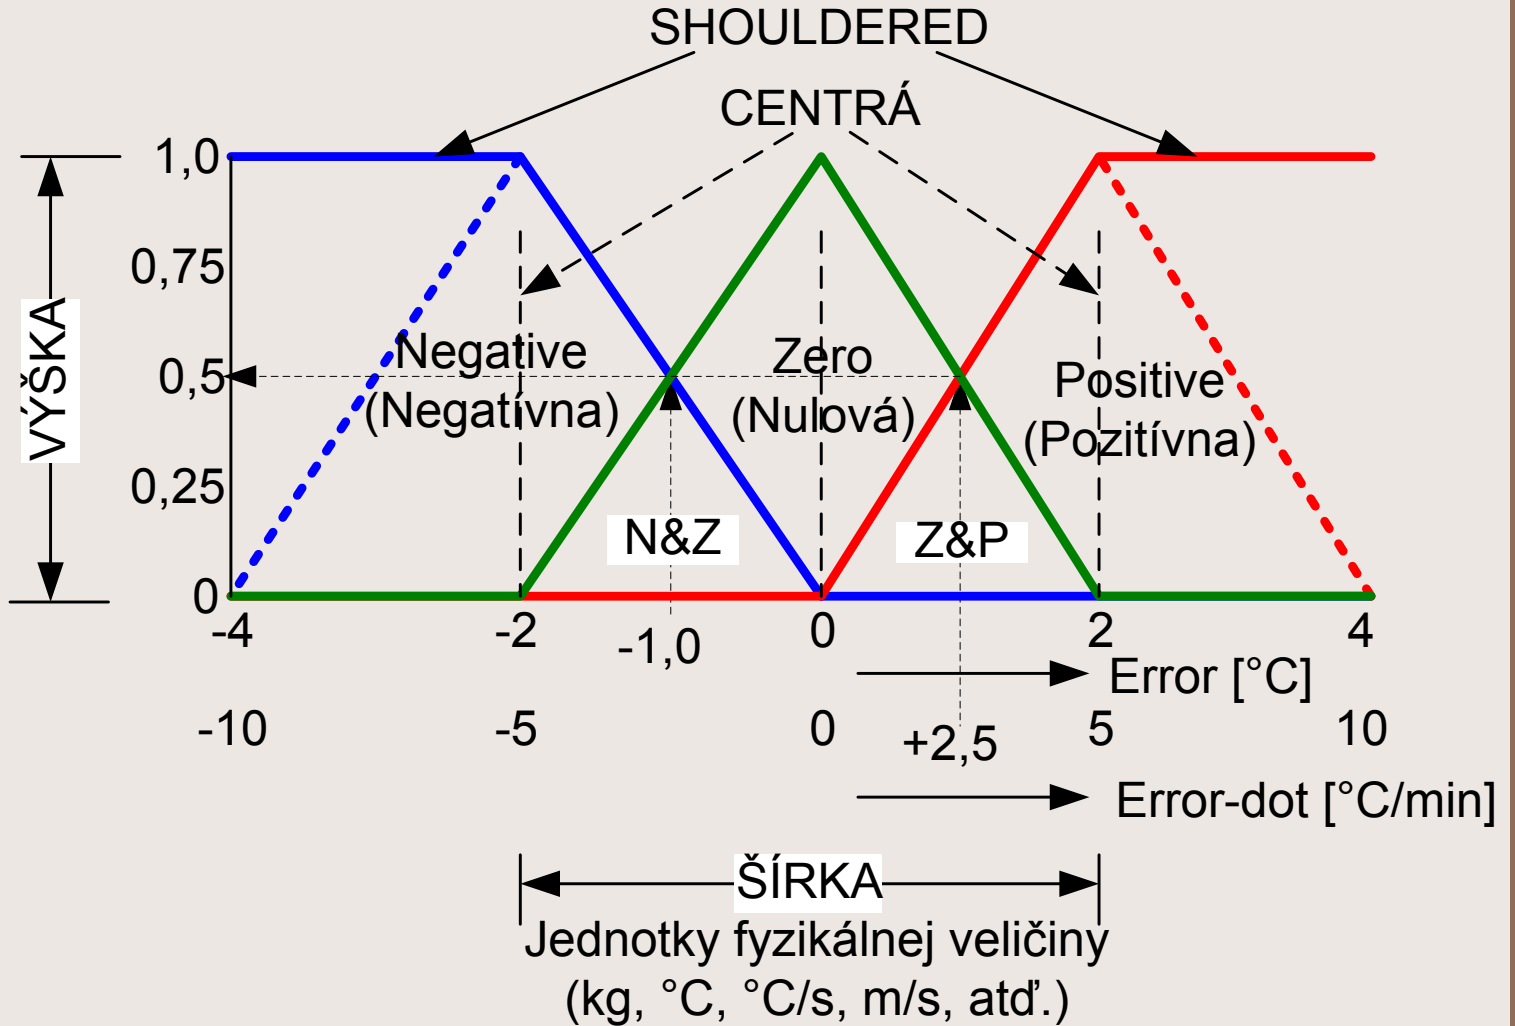 SHOULDERED
CENTRÁ
1,0
0,75
0,5
0,25
0
VÝŠKA
Negative
(Negatívna)
Zero
(Nulová)
Positive
(Pozitívna)
N&Z
Z&P
-4
-2
-1,0
0
2
4
Error [°C]
-10
-5
0
+2,5
5
10
Error-dot [°C/min]
ŠÍRKA
Jednotky fyzikálnej veličiny
(kg, °C, °C/s, m/s, atď.)